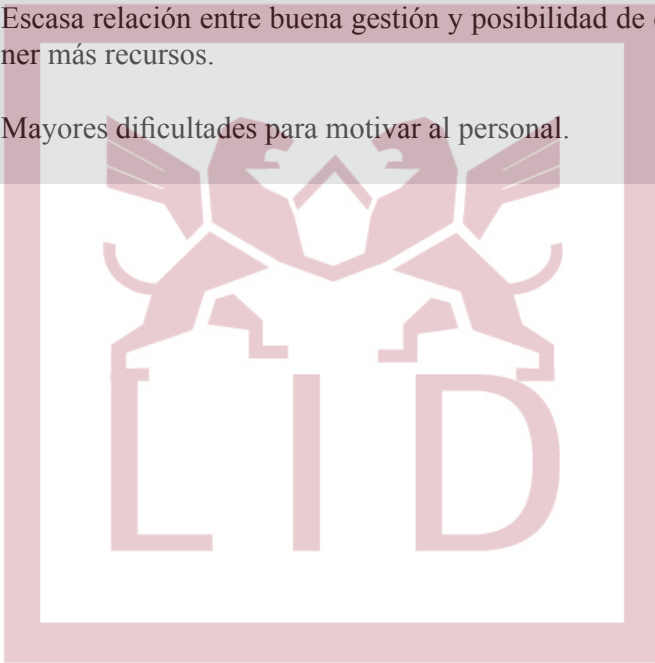 Escasa relación entre buena gestión y posibilidad de
ner más recursos.
Mayores dificultades para motivar al personal.
LID